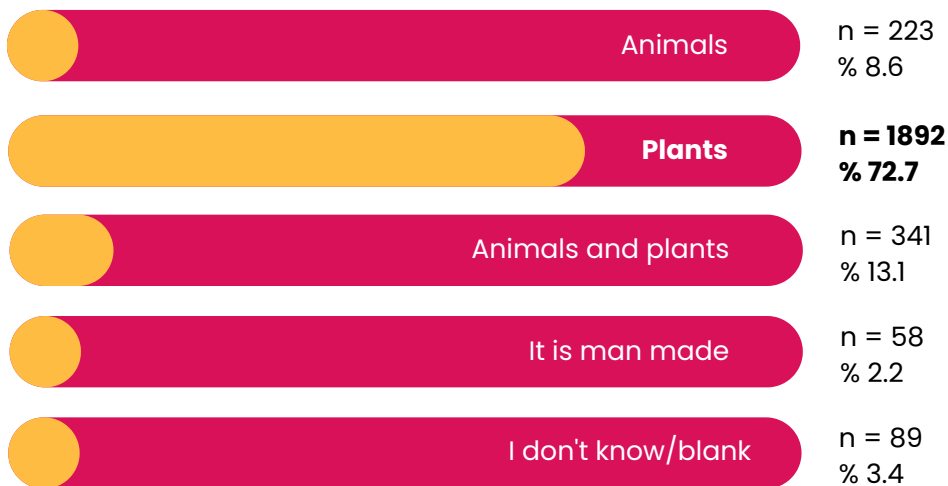 Animals
n = 223
% 8.6
Plants
n = 1892
% 72.7
Animals and plants
n = 341
% 13.1
It is man made
n = 58
% 2.2
I don't know/blank
n = 89
% 3.4